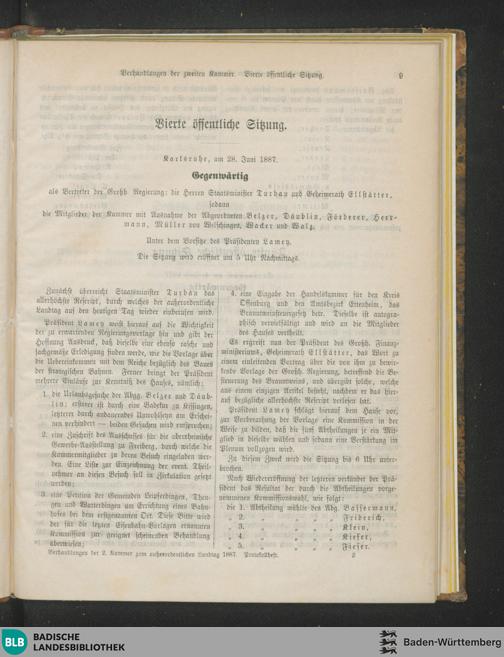 Verhandlungen der zweiten Kammer. Vierte öffentliche Sitzung.
9
Vierte öffentliche Sitzung.
Karlsruhe, am 28. Juni 1887.
Gegenwärtig
als Vertreter der Großh. Regierung: die Herren Staatsminister Turban und Geheimerath Ellstätter,
sodann
die Mitglieder der Kammer mit Ausnahme der Abgeordneten Belzer, Däublin, Förderer, Herr-
mann, Müller von Welschingen, Wacker und Walz.
Unter dem Vorsitze des Präsidenten Lamey.
Die Sitzung wird eröffnet um 5 Uhr Nachmittags.
Zunächst überreicht Staatsminister Turban das
allerhöchste Reskript, durch welches der außerordentliche
Landtag auf den heutigen Tag wieder einberufen wird.
Präsident Lamey weist hierauf auf die Wichtigkeit
der zu erwartenden Regierungsvorlage hin und gibt der
Hoffnung Ausdruck, daß dieselbe eine ebenso rasche und
sachgemäße Erledigung finden werde, wie die Vorlage über
die Uebereinkommen mit dem Reiche bezüglich des Baues
der strategischen Bahnen. Ferner bringt der Präsident
mehrere Einläufe zur Kenntniß des Hauses, nämlich:
1. die Urlaubsgesuche der Abgg. Belzer und Däub-
lin; ersterer ist durch eine Badekur in Kissingen,
letzterer durch andauerndes Unwohlsein am Erschei-
nen verhindert — beiden Gesuchen wird entsprochen;
2. eine Zuschrift des Ausschusses für die oberrheinische
Gewerbe-Ausstellung zu Freiburg, durch welche die
Kammermitglieder zu deren Besuch eingeladen wer-
den. Eine Liste zur Einzeichnung der event. Theil-
nehmer an diesem Besuch soll in Zirkulation gesetzt
werden;
3. eine Petition der Gemeinden Leipferdingen, Then-
gen und Watterdingen um Errichtung eines Bahn-
hofes bei dem erstgenannten Ort. Diese Bitte wird
der für die letzten Eisenbahn-Vorlagen ernannten
Kommission zur geeignet scheinenden Behandlung
überwiesen;
4. eine Eingabe der Handelskammer für den Kreis
Offenburg und den Amtsbezirk Ettenheim, das
Branntweinsteuergesetz betr. Dieselbe ist autogra-
phisch vervielfältigt und wird an die Mitglieder
des Hauses vertheilt.
Es ergreift nun der Präsident des Großh. Finanz-
ministeriums, Geheimerath Ellstätter, das Wort zu
einem einleitenden Vortrag über die von ihm zu bewir-
kende Vorlage der Großh. Regierung, betreffend die Be-
steuerung des Branntweins, und übergibt solche, welche
aus einem einzigen Artikel besteht, nachdem er das hier-
auf bezügliche allerhöchste Reskript verlesen hat.
Präsident Lamey schlägt hierauf dem Hause vor,
zur Vorberathung der Vorlage eine Kommission in der
Weise zu bilden, daß die fünf Abtheilungen je ein Mit-
glied in dieselbe wählen und sodann eine Verstärkung im
Plenum vollzogen wird.
Zu diesem Zweck wird die Sitzung bis 6 Uhr unter-
brochen.
Nach Wiedereröffnung der letzteren verkündet der Prä-
sident das Resultat der durch die Abtheilungen vorge-
nommenen Kommissionswahl, wie folgt:
die 1. Abtheilung wählte den Abg. Bassermann,
„ 2. „ „ „ „ Friderich,
„ 3. „ „ „ „ Klein,
„ 4. „ „ „ „ Kiefer,
„ 5. „ „ „ „ Fieser.
Verhandlungen der 2. Kammer zum außerordentlichen Landtag 1887. Protokollheft.
2
BLB
BADISCHE
LANDESBIBLIOTHEK
Baden-Württemberg